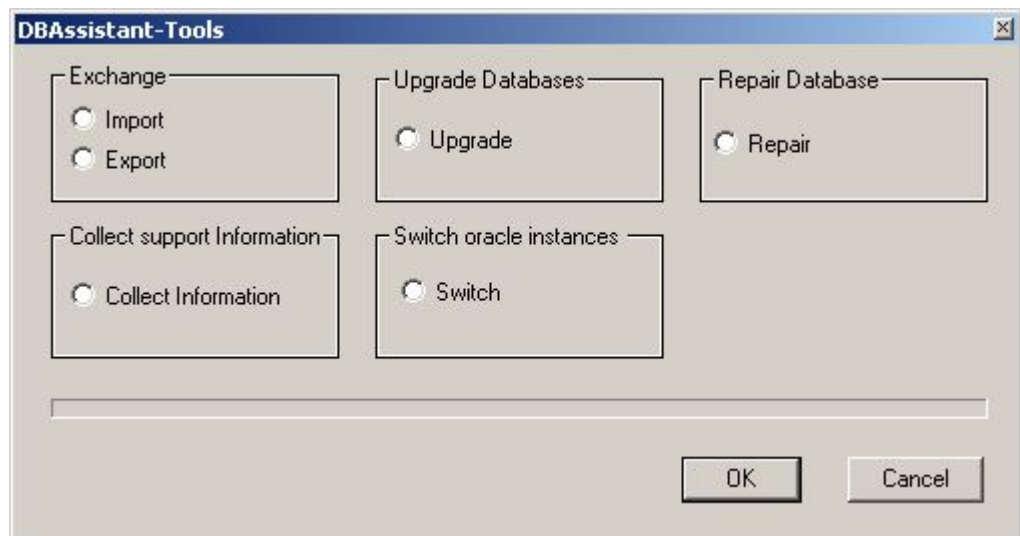 DBAssistant-Tools
Exchange
Import
Export
Upgrade Databases
Upgrade
Repair Database
Repair
Collect support Information
Collect Information
Switch oracle instances
Switch
OK
Cancel